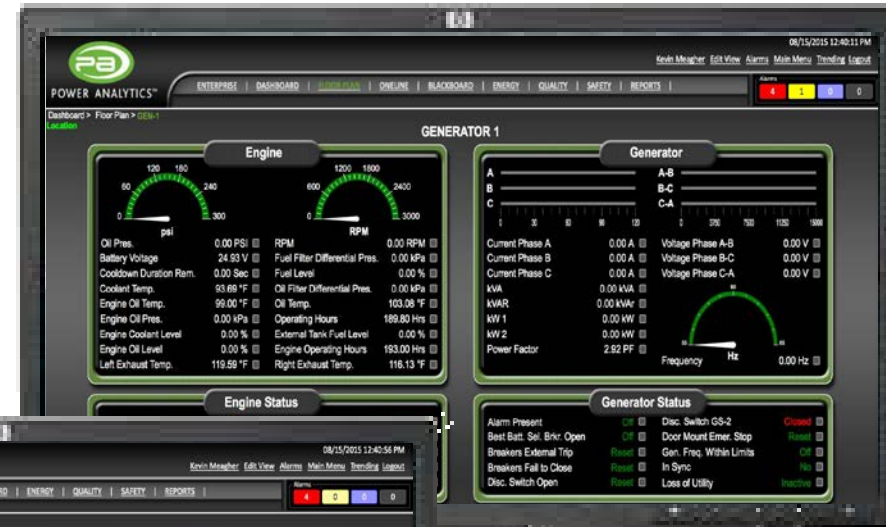 08/15/2015 12:40:11 PM
Kevin Meagher Edit View Alarms Main Menu Trending Logout
PA
POWER ANALYTICS™
ENTERPRISE | DASHBOARD | FLOOR PLAN | ONELINE | BLACKBOARD | ENERGY | QUALITY | SAFETY | REPORTS |
Alarms
4 1 0 0
Dashboard > Floor Plan > GEN-1
Location
GENERATOR 1
Engine
0 60 120 180 240 300
psi
0 600 1200 1800 2400 3000
RPM
Oil Pres. 0.00 PSI RPM 0.00 RPM
Battery Voltage 24.93 V Fuel Filter Differential Pres. 0.00 kPa
Cooldown Duration Rem. 0.00 Sec Fuel Level 0.00 %
Coolant Temp. 93.69 °F Oil Filter Differential Pres. 0.00 kPa
Engine Oil Temp. 99.00 °F Oil Temp. 103.08 °F
Engine Oil Pres. 0.00 kPa Operating Hours 189.80 Hrs
Engine Coolant Level 0.00 % External Tank Fuel Level 0.00 %
Engine Oil Level 0.00 % Engine Operating Hours 193.00 Hrs
Left Exhaust Temp. 119.59 °F Right Exhaust Temp. 116.13 °F
Generator
A A-B
B B-C
C C-A
0 30 60 90 120 0 3750 7500 11250 15000
Current Phase A 0.00 A Voltage Phase A-B 0.00 V
Current Phase B 0.00 A Voltage Phase B-C 0.00 V
Current Phase C 0.00 A Voltage Phase C-A 0.00 V
kVA 0.00 kVA
kVAR 0.00 kVAr
kW 1 0.00 kW
kW 2 0.00 kW
Power Factor 2.92 PF
Hz
Frequency 0.00 Hz
Engine Status
Generator Status
Alarm Present Off Disc. Switch GS-2 Closed
Best Batt. Sel. Brkr. Open Off Door Mount Emer. Stop Reset
Breakers External Trip Reset Gen. Freq. Within Limits Off
Breakers Fail to Close Reset In Sync No
Disc. Switch Open Reset Loss of Utility Inactive
08/15/2015 12:40:56 PM
Kevin Meagher Edit View Alarms Main Menu Trending Logout
RD | ENERGY | QUALITY | SAFETY | REPORTS |
Alarms
4 0 0 0